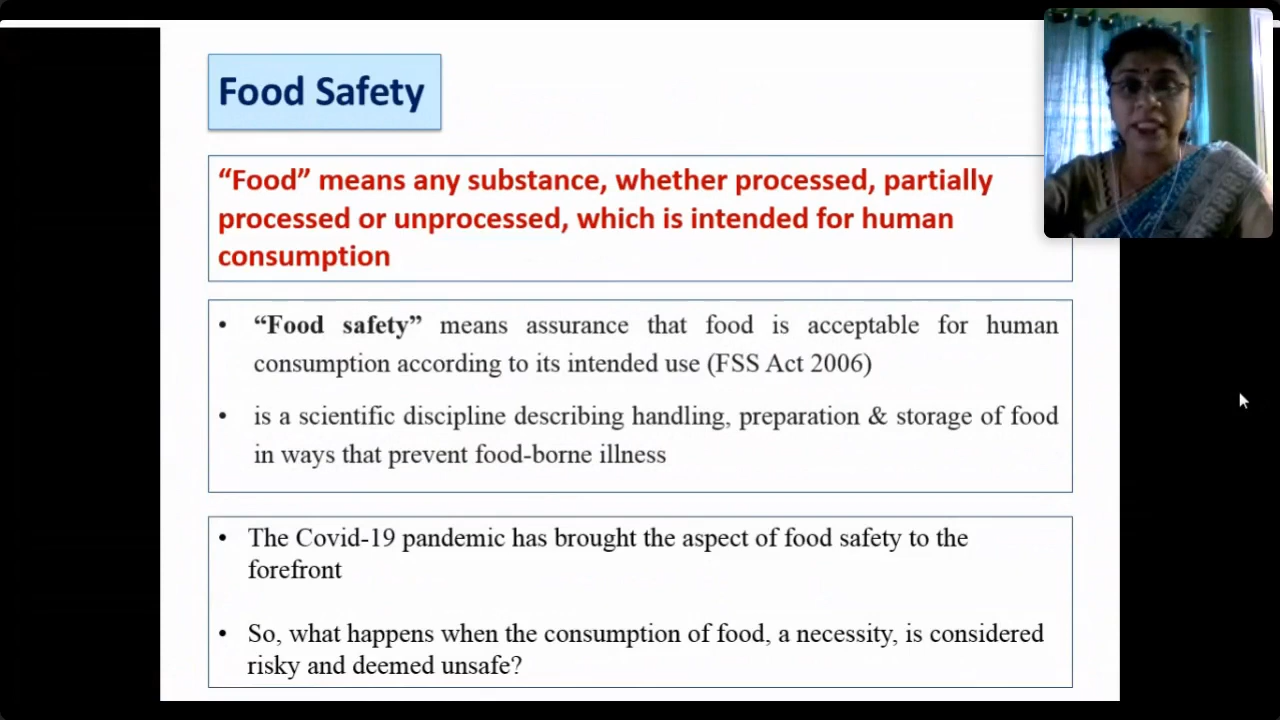 Food Safety
“Food” means any substance, whether processed, partially
processed or unprocessed, which is intended for human
consumption
• “Food safety” means assurance that food is acceptable for human
consumption according to its intended use (FSS Act 2006)
• is a scientific discipline describing handling, preparation & storage of food
in ways that prevent food-borne illness
• The Covid-19 pandemic has brought the aspect of food safety to the
forefront
• So, what happens when the consumption of food, a necessity, is considered
risky and deemed unsafe?